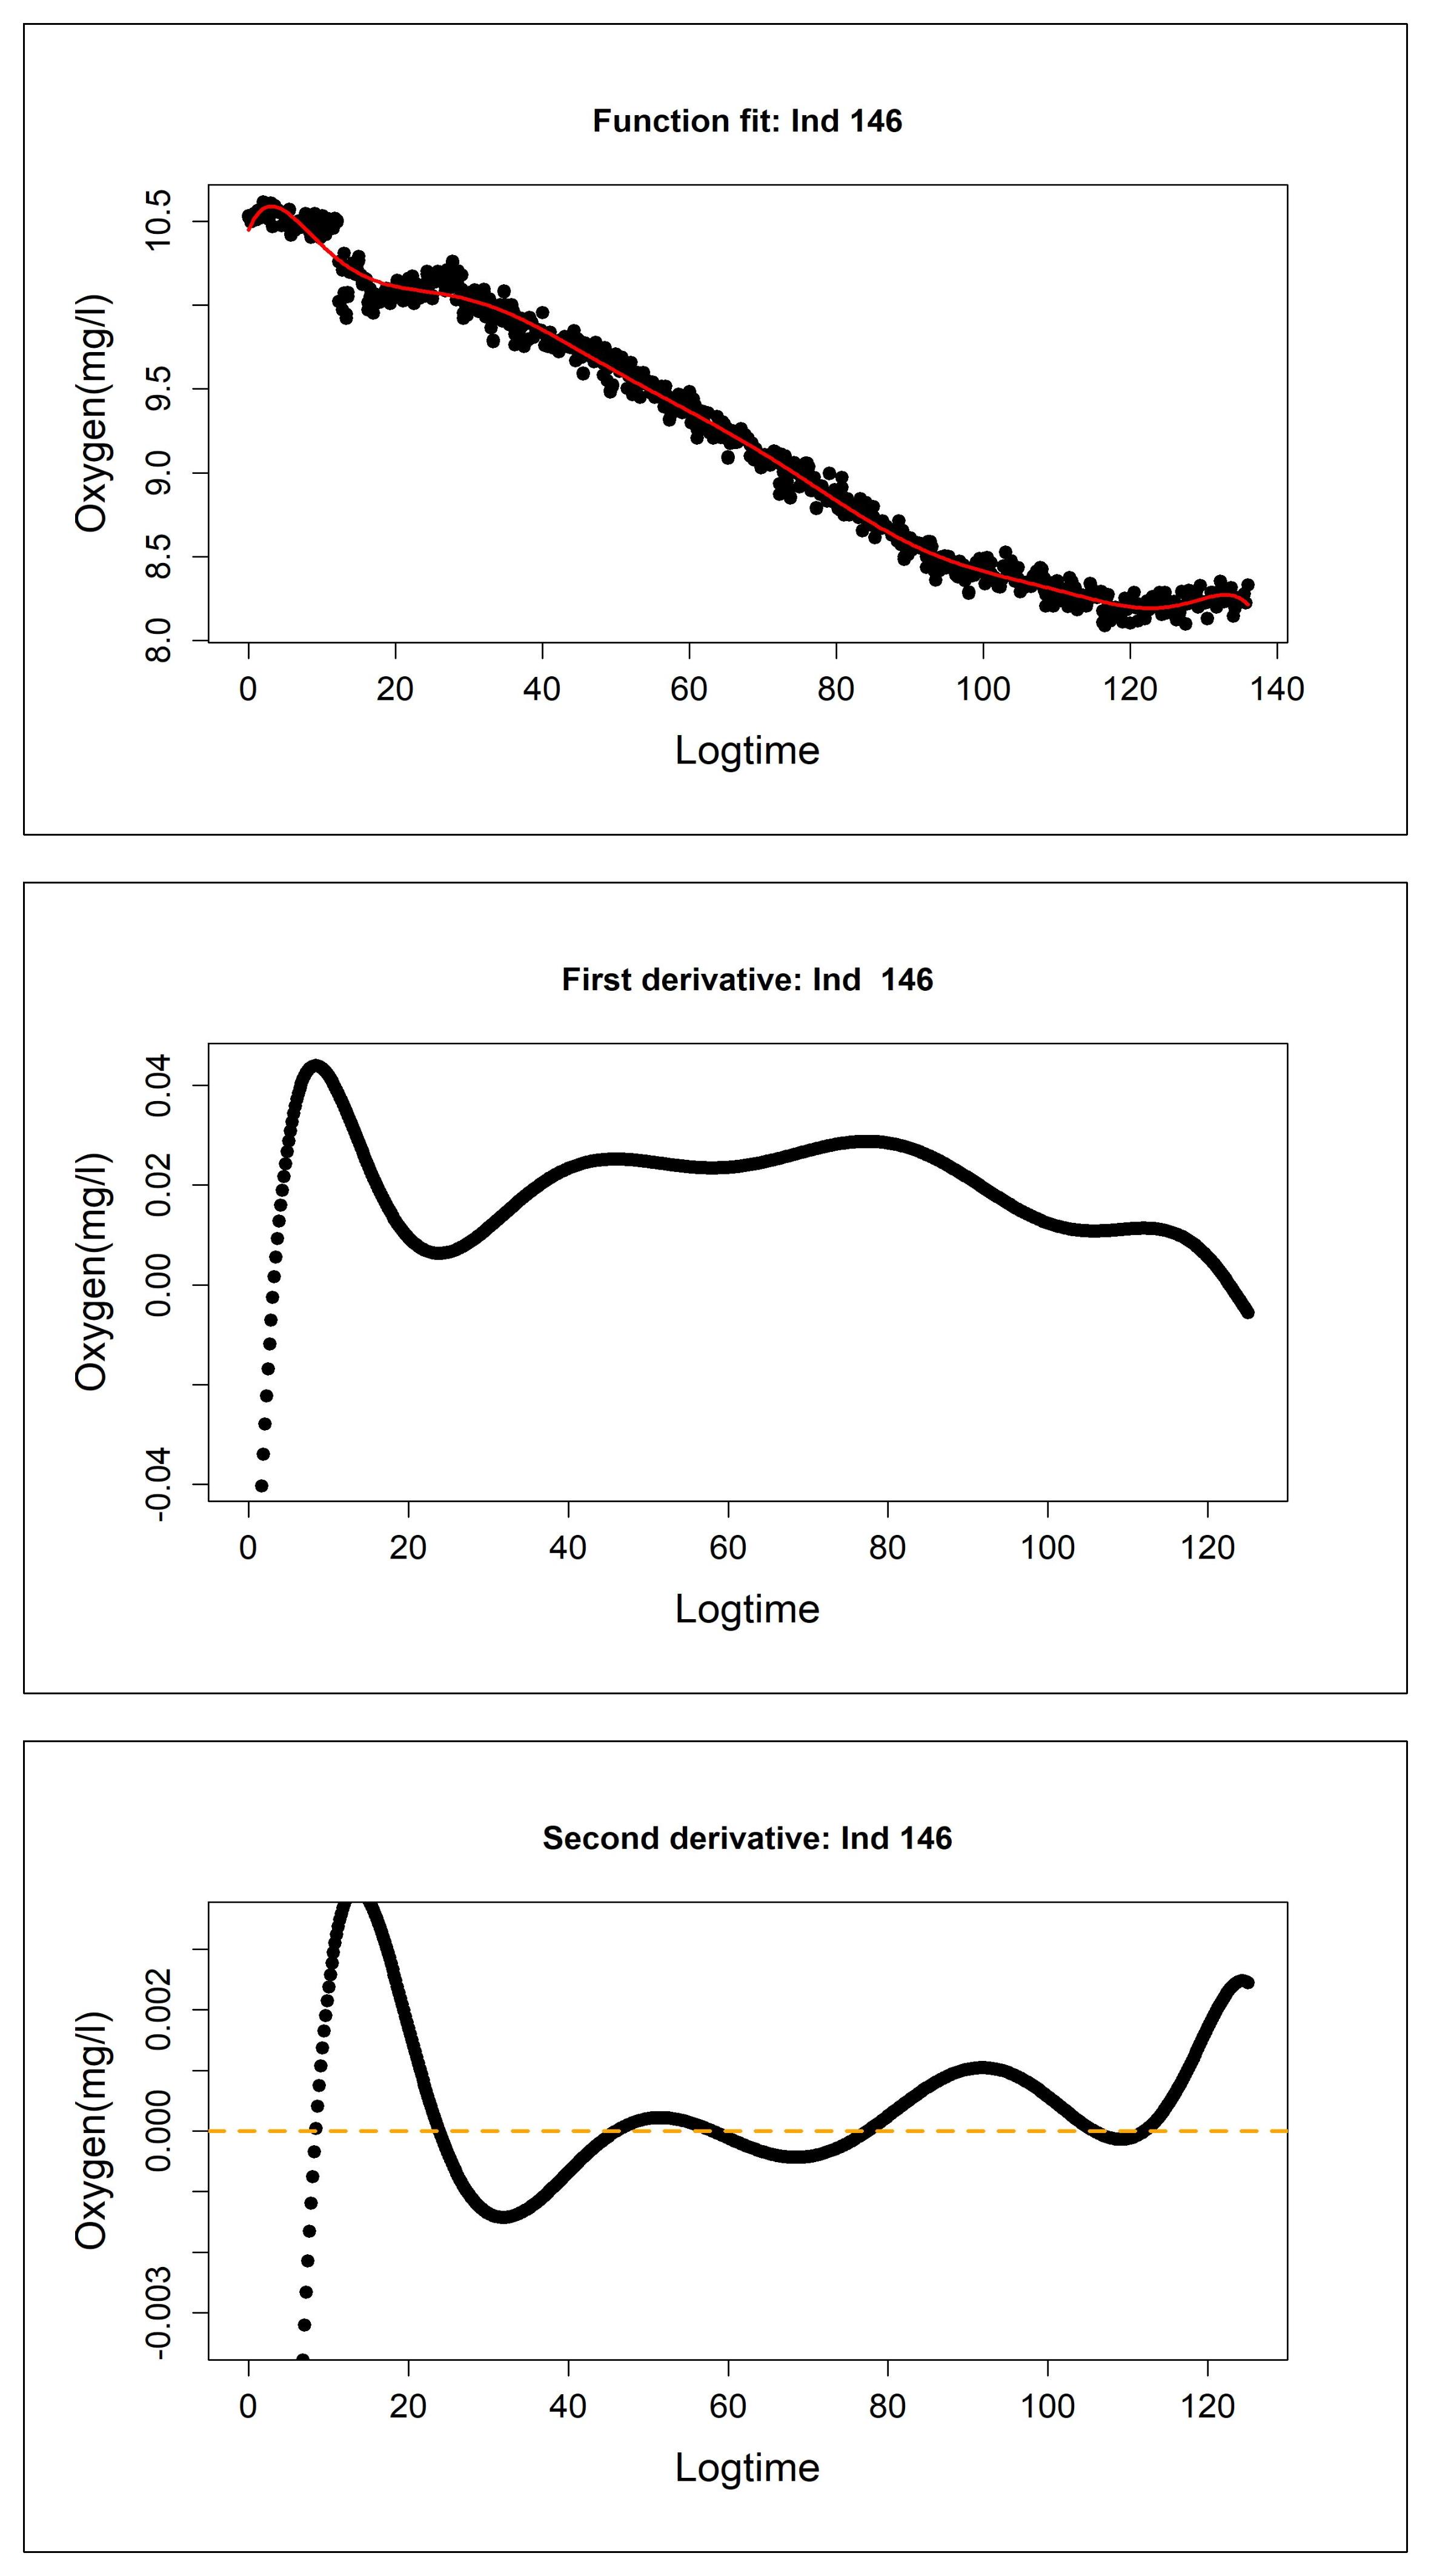 Function fit: Ind 146
Oxygen(mg/l)
10.5
9.5
9.0
8.5
8.0
0 20 40 60 80 100 120 140
Logtime
First derivative: Ind  146
Oxygen(mg/l)
0.04
0.02
0.00
-0.04
0 20 40 60 80 100 120
Logtime
Second derivative: Ind 146
Oxygen(mg/l)
0.002
0.000
-0.003
0 20 40 60 80 100 120
Logtime